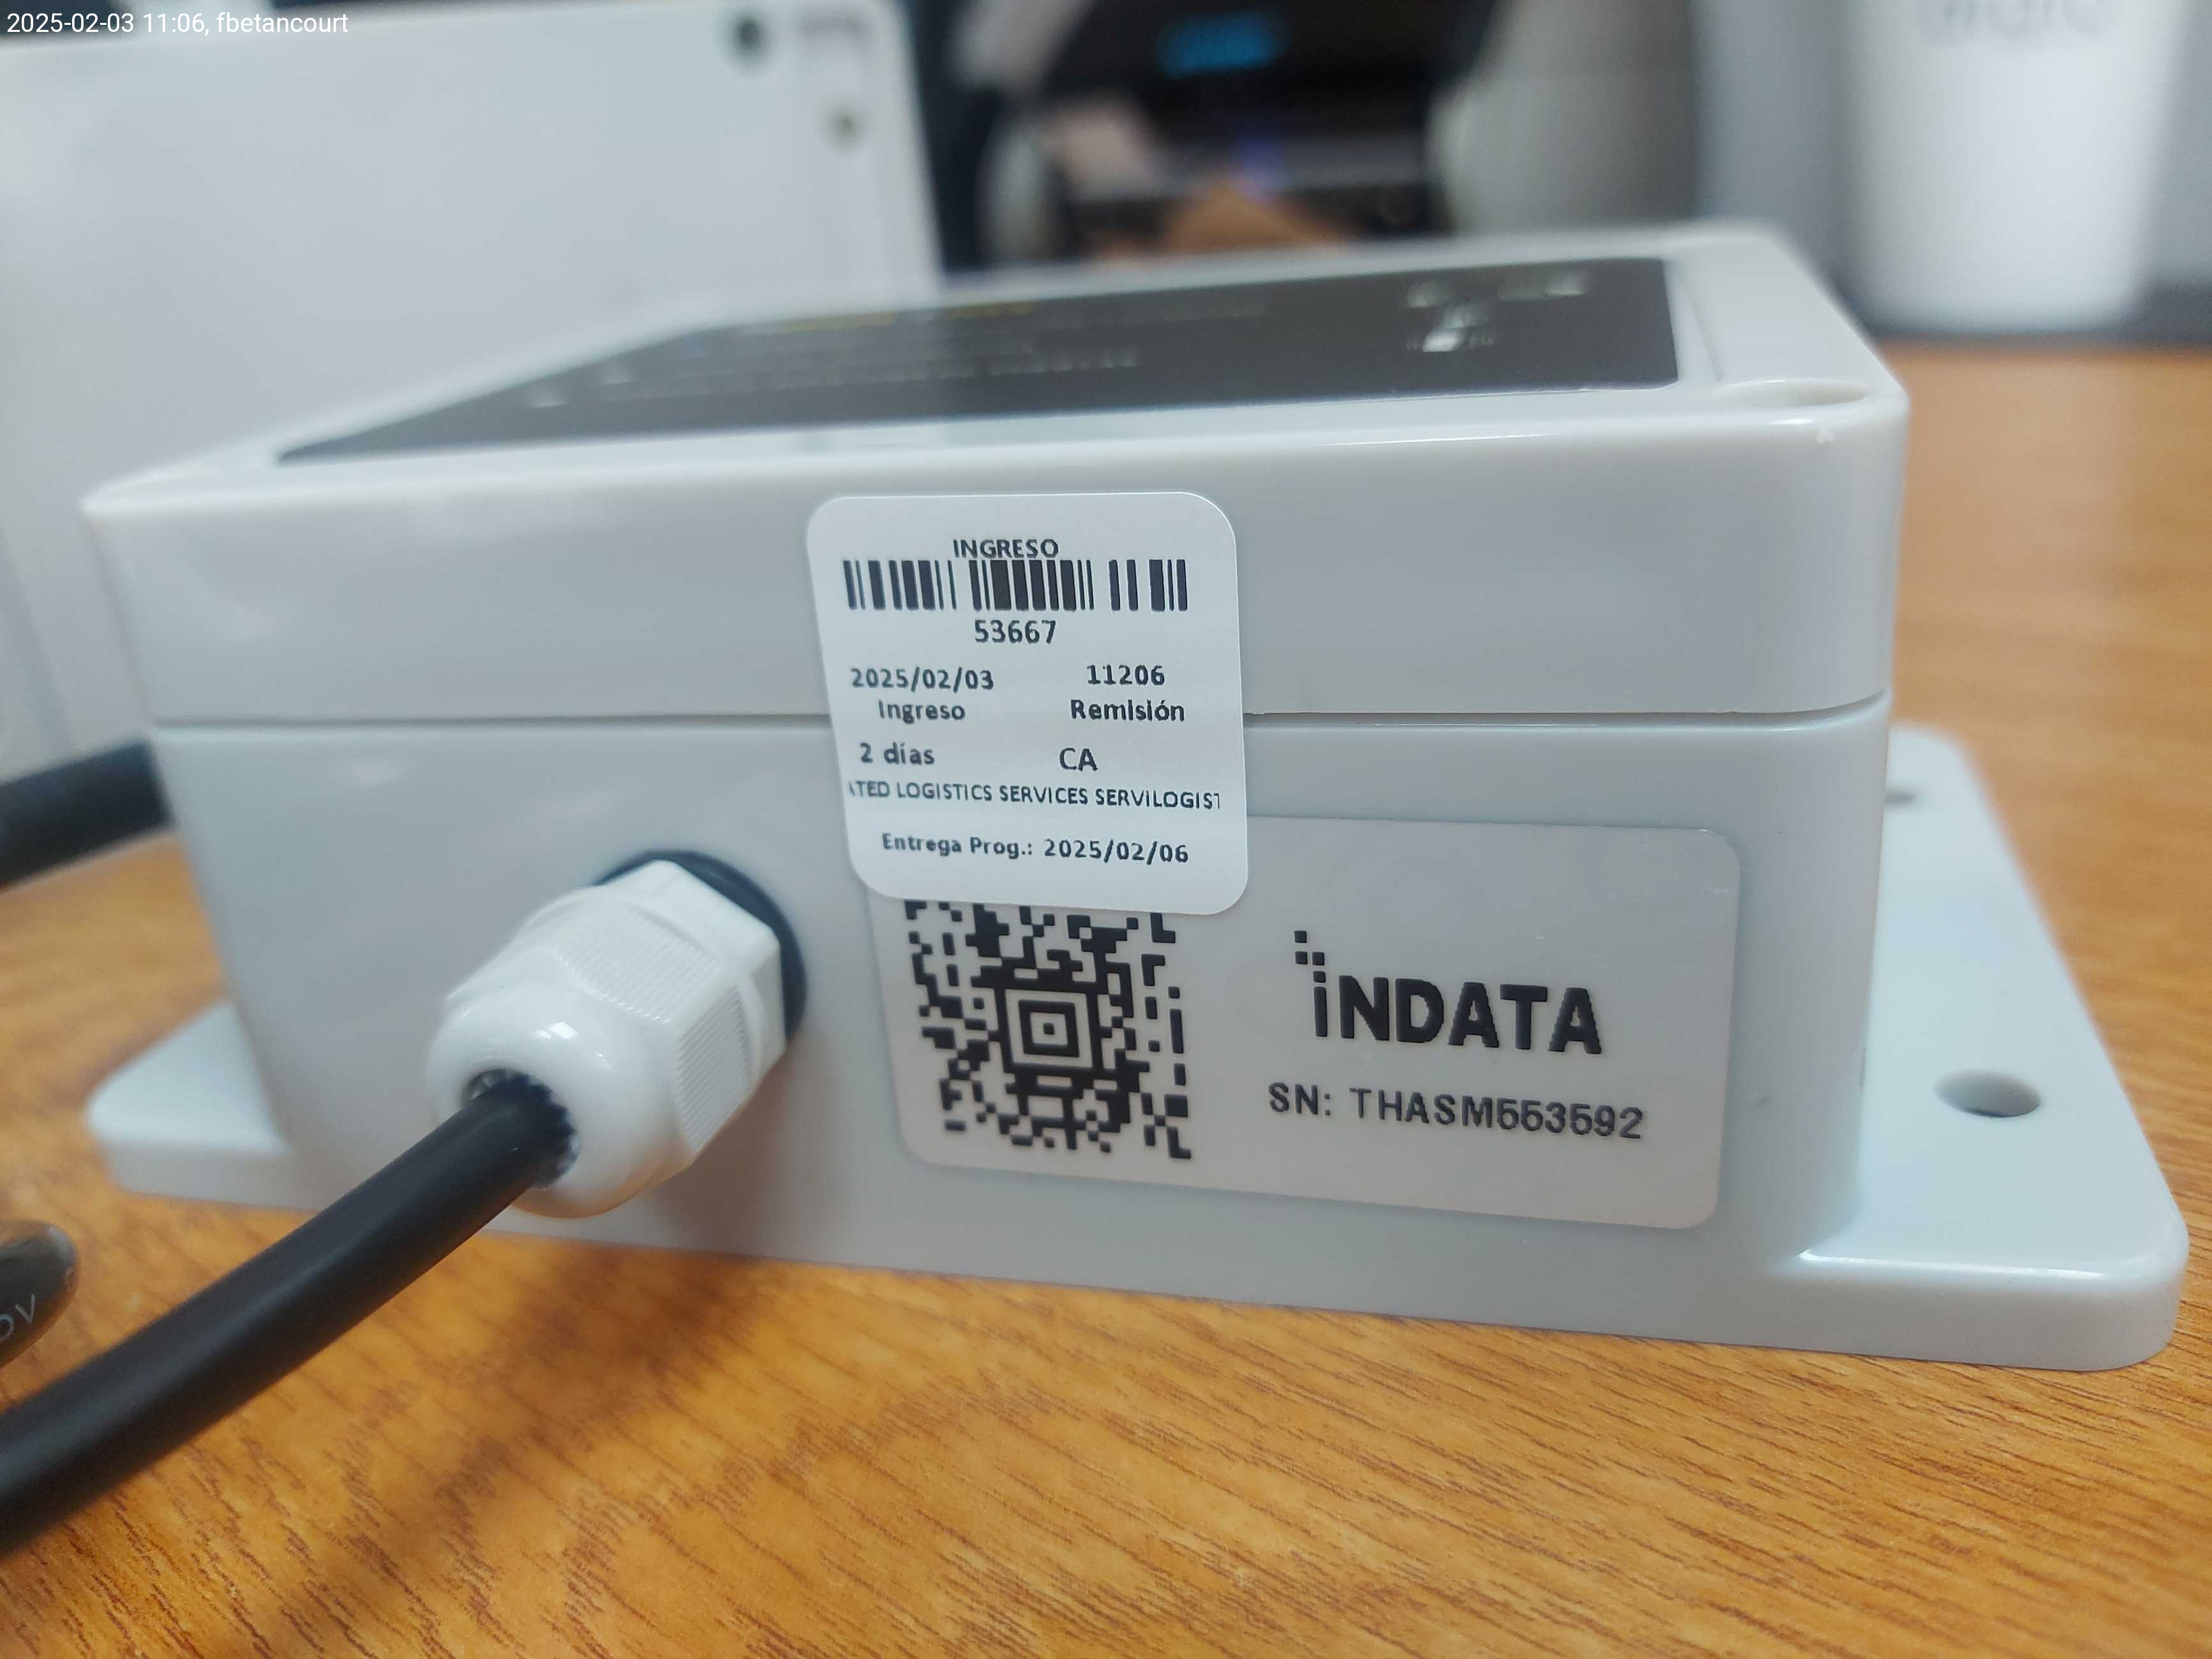 2025-02-03 11:06, fbetancourt
INGRESO
53667
2025/02/03 11206
Ingreso Remisión
2 días CA
ATED LOGISTICS SERVICES SERVILOGIST
Entrega Prog.: 2025/02/06
iNDATA
SN: THASM553592